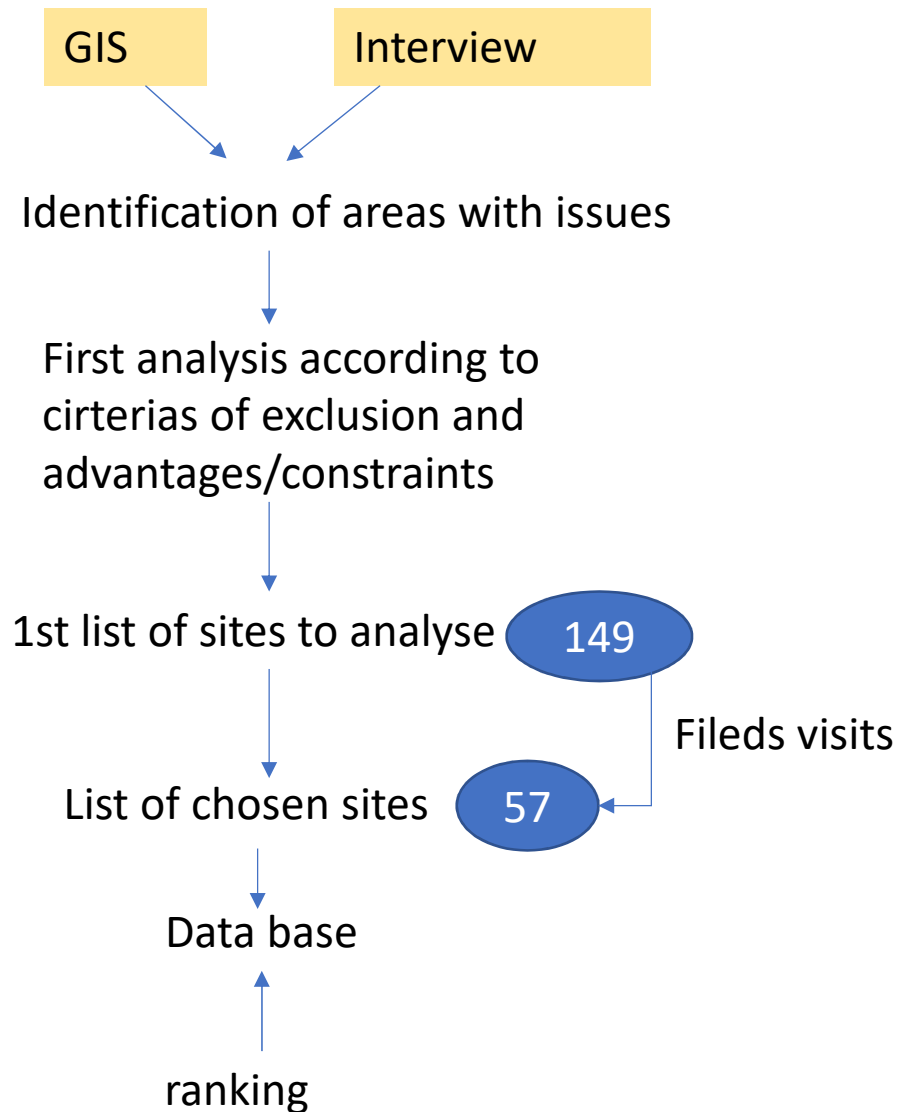 GIS
Interview
Identification of areas with issues
First analysis according to
cirterias of exclusion and
advantages/constraints
1st list of sites to analyse
149
Fileds visits
List of chosen sites
57
Data base
ranking